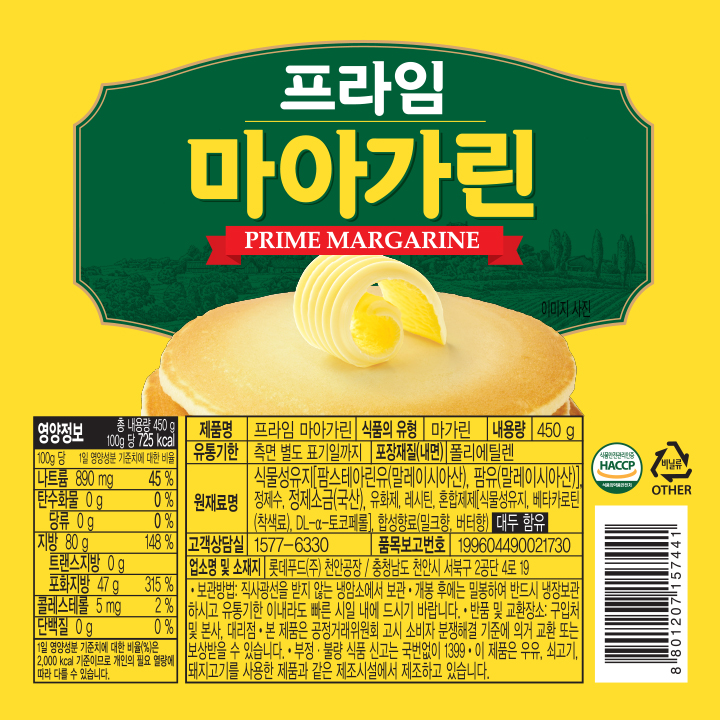 프라임
마아가린
PRIME MARGARINE
이미지 사진
영양정보 총 내용량 450 g
100g 당 725 kcal
100g 당 1일 영양성분 기준치에 대한 비율
나트륨 890 mg 45 %
탄수화물 0 g 0 %
당류 0 g 0 %
지방 80 g 148 %
트랜스지방 0 g
포화지방 47 g 315 %
콜레스테롤 5 mg 2 %
단백질 0 g 0 %
1일 영양성분 기준치에 대한 비율(%)은
2,000 kcal 기준이므로 개인의 필요 열량에
따라 다를 수 있습니다.
제품명 프라임 마아가린 식품의 유형 마가린 내용량 450 g
유통기한 측면 별도 표기일까지 포장재질(내면) 폴리에틸렌
원재료명 식물성유지[팜스테아린유(말레이시아산), 팜유(말레이시아산)],
정제수, 정제소금(국산), 유화제, 레시틴, 혼합제제[식물성유지, 베타카로틴
(착색료), DL-α-토코페롤], 합성향료(밀크향, 버터향) 대두 함유
고객상담실 1577-6330 품목보고번호 199604490021730
업소명 및 소재지 롯데푸드(주) 천안공장 / 충청남도 천안시 서북구 2공단 4로 19
• 보관방법: 직사광선을 받지 않는 냉암소에서 보관 • 개봉 후에는 밀봉하여 반드시 냉장보관
하시고 유통기한 이내라도 빠른 시일 내에 드시기 바랍니다. • 반품 및 교환장소: 구입처
및 본사, 대리점 • 본 제품은 공정거래위원회 고시 소비자 분쟁해결 기준에 의거 교환 또는
보상받을 수 있습니다. • 부정·불량 식품 신고는 국번없이 1399 • 이 제품은 우유, 쇠고기,
돼지고기를 사용한 제품과 같은 제조시설에서 제조하고 있습니다.
식품안전관리인증
HACCP
식품의약품안전처
비닐류
OTHER
8 801207 157441